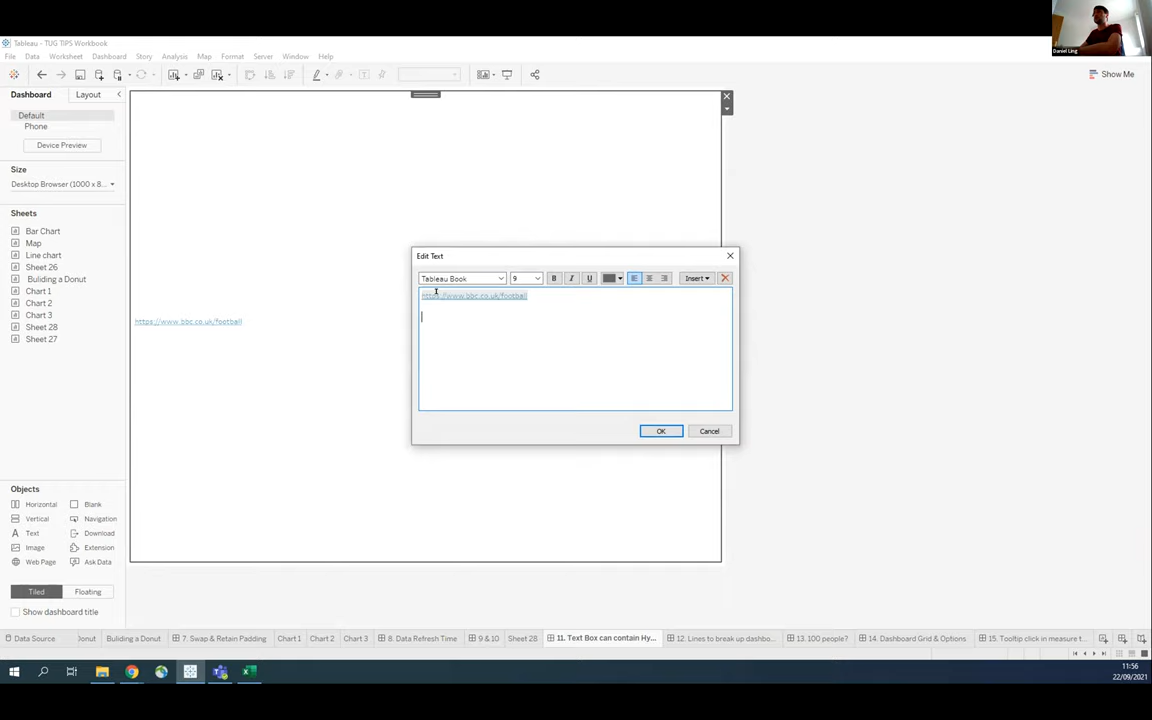 Daniel Ling
Tableau - TUG TIPS Workbook
File Data Worksheet Dashboard Story Analysis Map Format Server Window Help
Show Me
Dashboard Layout
Default
Phone
Device Preview
Size
Desktop Browser (1000 x 8...
Sheets
Bar Chart
Map
Line chart
Sheet 26
Buliding a Donut
Chart 1
Chart 2
Chart 3
Sheet 28
Sheet 27
https://www.bbc.co.uk/football
Edit Text
Tableau Book 9 B I U Insert
https://www.bbc.co.uk/football
OK Cancel
Objects
Horizontal Blank
Vertical Navigation
A Text Download
Image Extension
Web Page Ask Data
Tiled Floating
Show dashboard title
Data Source Donut Buliding a Donut 7. Swap & Retain Padding Chart 1 Chart 2 Chart 3 8. Data Refresh Time 9 & 10 Sheet 28 11. Text Box can contain Hy... 12. Lines to break up dashbo... 13. 100 people? 14. Dashboard Grid & Options 15. Tooltip click in measure t...
11:56
22/09/2021